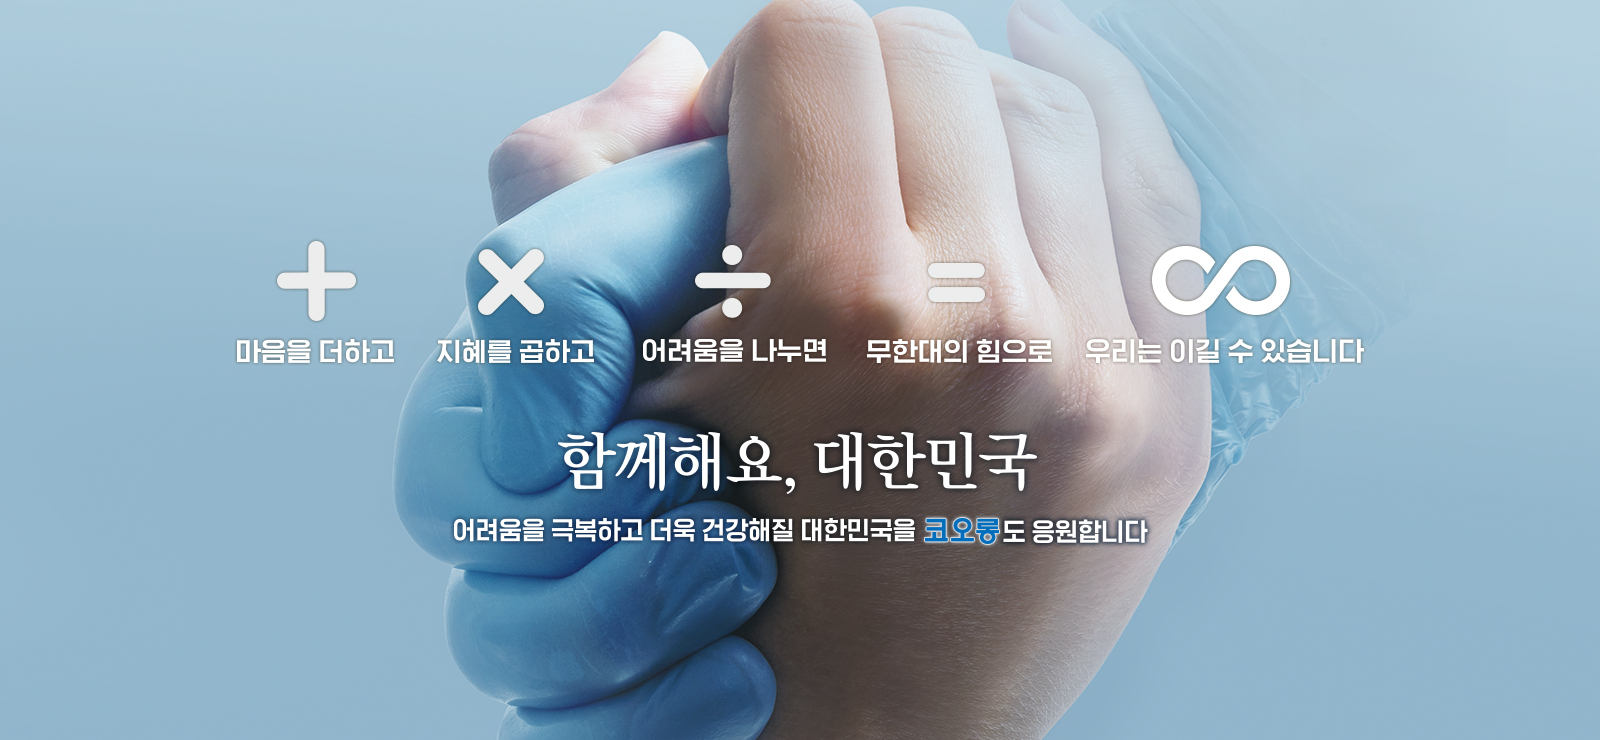 + × ÷ = ∞
마음을 더하고 지혜를 곱하고 어려움을 나누면 무한대의 힘으로 우리는 이길 수 있습니다
함께해요, 대한민국
어려움을 극복하고 더욱 건강해질 대한민국을 코오롱도 응원합니다